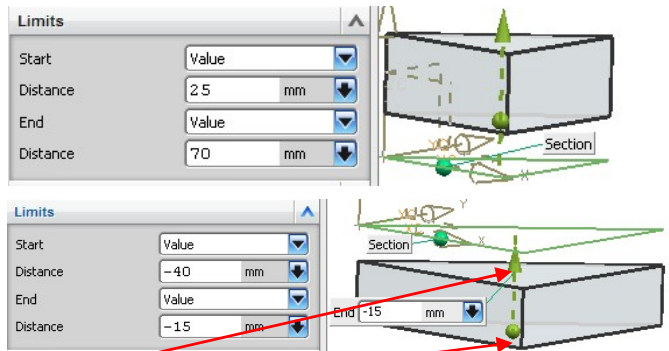 Limits
Start Value
Distance 25 mm
End Value
Distance 70 mm
Section
X
Limits
Start Value
Distance -40 mm
End Value
Distance -15 mm
Y
Section
X
End -15 mm